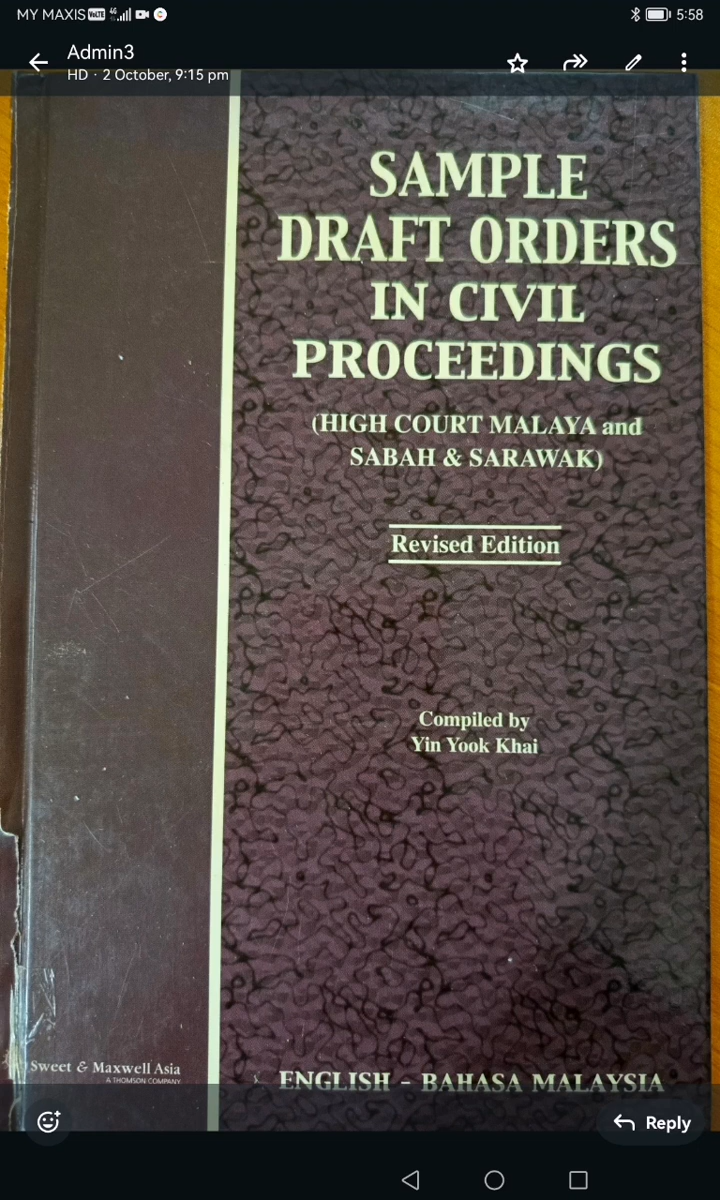 MY MAXIS VoLTE 4G 5:58
Admin3
HD · 2 October, 9:15 pm
SAMPLE
DRAFT ORDERS
IN CIVIL
PROCEEDINGS
(HIGH COURT MALAYA and
SABAH & SARAWAK)
Revised Edition
Compiled by
Yin Yook Khai
Sweet & Maxwell Asia
A THOMSON COMPANY
ENGLISH - BAHASA MALAYSIA
Reply